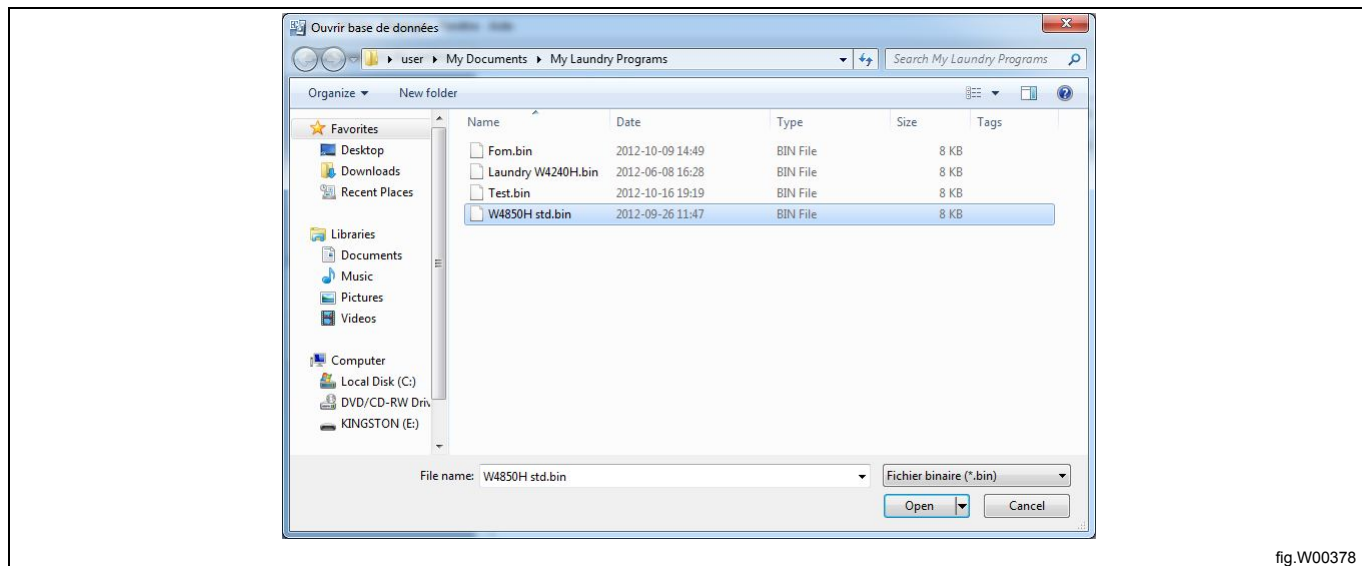 Ouvrir base de données
user ▸ My Documents ▸ My Laundry Programs
Search My Laundry Programs
Organize New folder
Name Date Type Size Tags
Favorites
Desktop
Downloads
Recent Places
Libraries
Documents
Music
Pictures
Videos
Computer
Local Disk (C:)
DVD/CD-RW Driv
KINGSTON (E:)
Fom.bin 2012-10-09 14:49 BIN File 8 KB
Laundry W4240H.bin 2012-06-08 16:28 BIN File 8 KB
Test.bin 2012-10-16 19:19 BIN File 8 KB
W4850H std.bin 2012-09-26 11:47 BIN File 8 KB
File name: W4850H std.bin
Fichier binaire (*.bin)
Open Cancel
fig.W00378